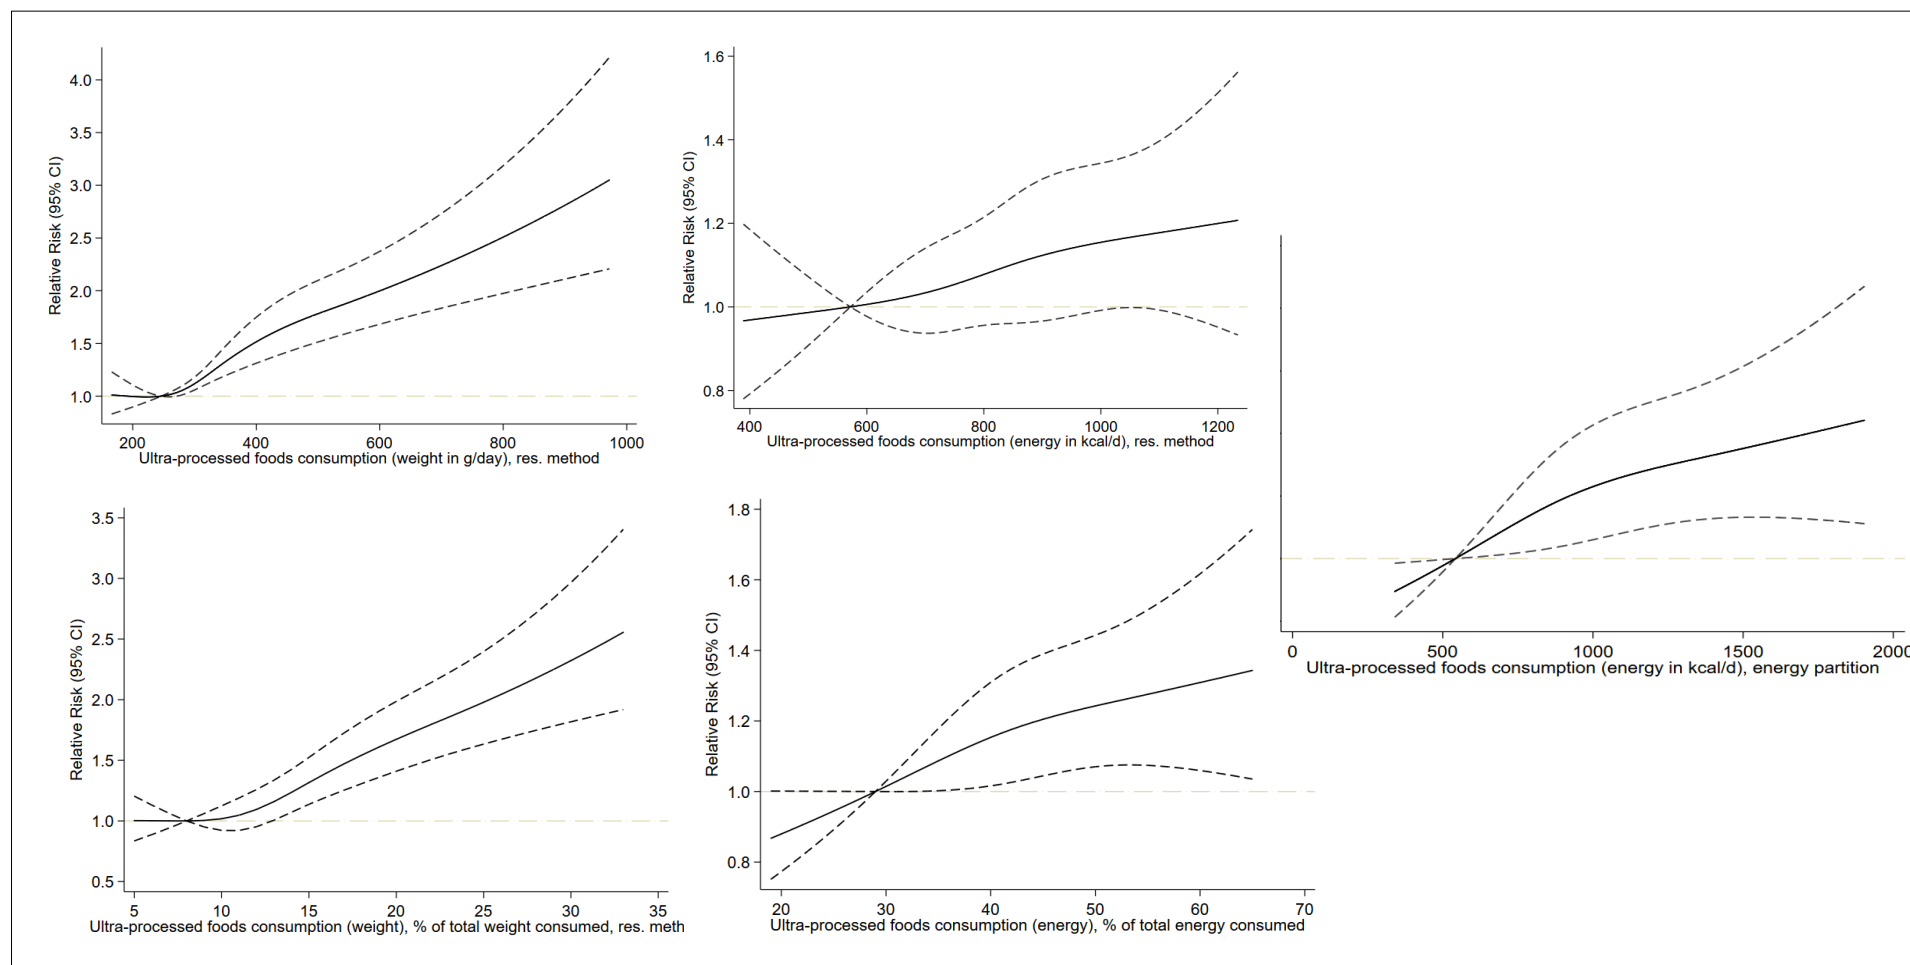 Relative Risk (95% CI)
4.0
3.5
3.0
2.5
2.0
1.5
1.0
200 400 600 800 1000
Ultra-processed foods consumption (weight in g/day), res. method
Relative Risk (95% CI)
1.6
1.4
1.2
1.0
0.8
400 600 800 1000 1200
Ultra-processed foods consumption (energy in kcal/d), res. method
0 500 1000 1500 2000
Ultra-processed foods consumption (energy in kcal/d), energy partition
Relative Risk (95% CI)
3.5
3.0
2.5
2.0
1.5
1.0
0.5
5 10 15 20 25 30 35
Ultra-processed foods consumption (weight), % of total weight consumed, res. meth
Relative Risk (95% CI)
1.8
1.6
1.4
1.2
1.0
0.8
20 30 40 50 60 70
Ultra-processed foods consumption (energy), % of total energy consumed